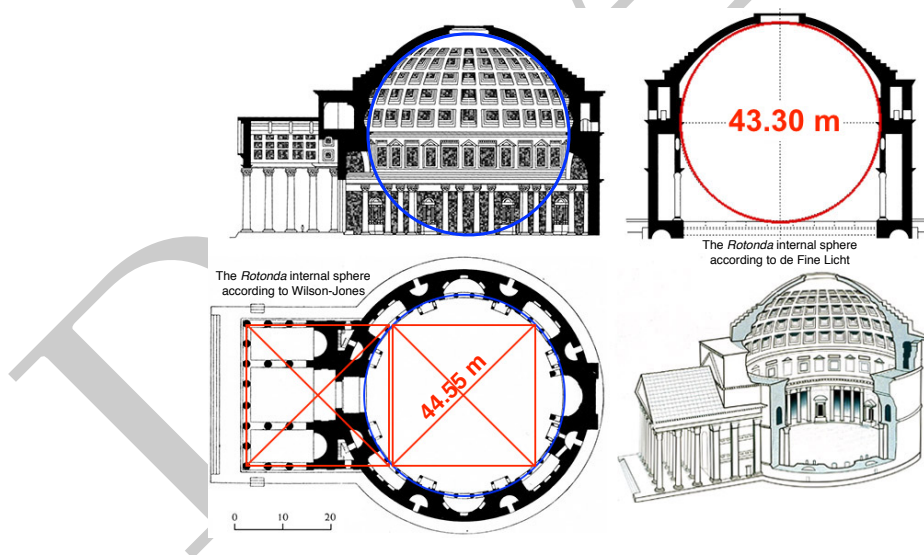 43.30 m
The Rotonda internal sphere
according to de Fine Licht
The Rotonda internal sphere
according to Wilson-Jones
44.55 m
0 10 20